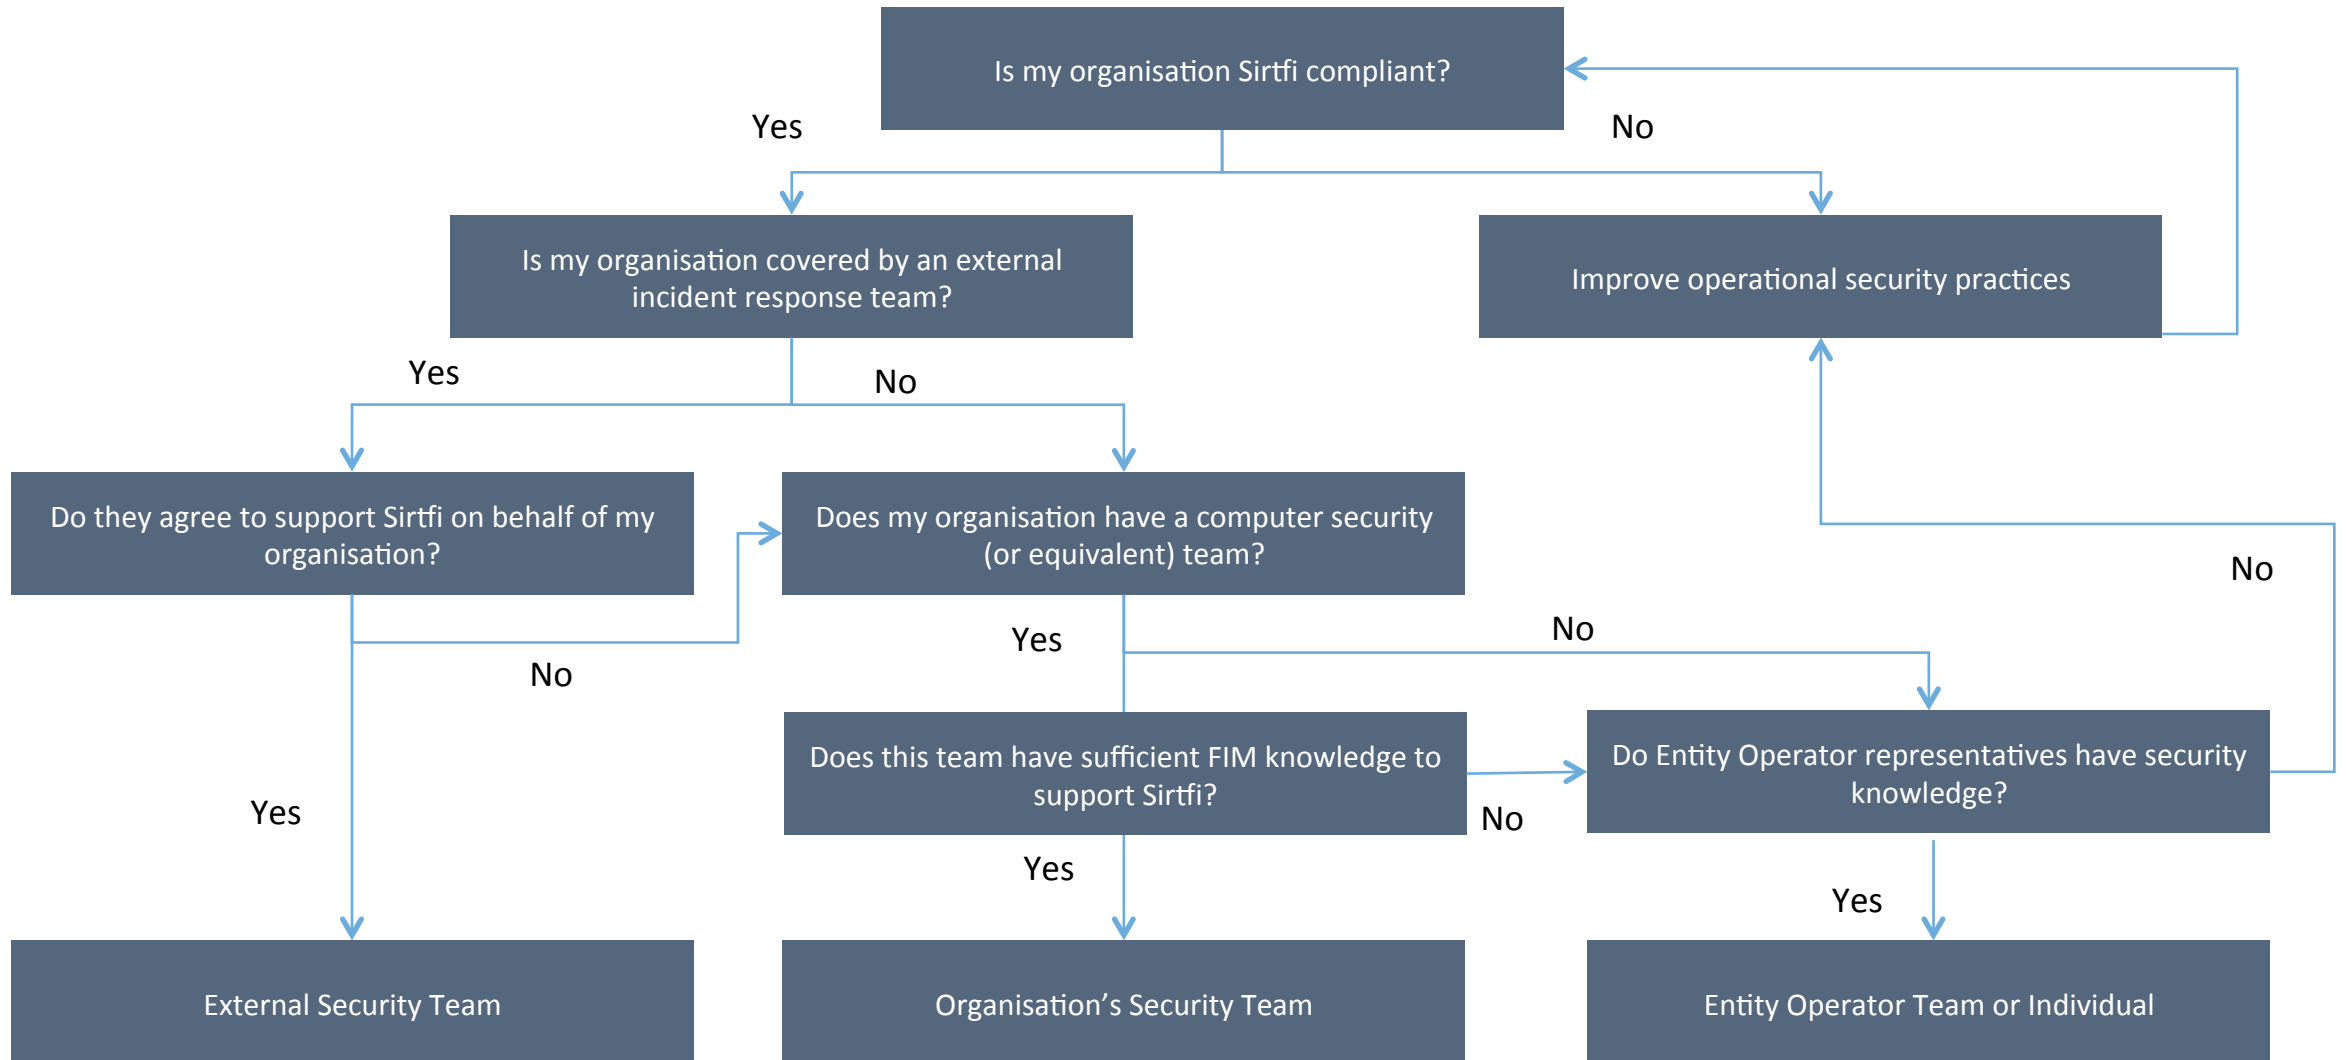 Is my organisation Sirtfi compliant?
Yes
No
Is my organisation covered by an external
incident response team?
Improve operational security practices
Yes
No
Do they agree to support Sirtfi on behalf of my
organisation?
Does my organisation have a computer security
(or equivalent) team?
No
Yes
No
No
Does this team have sufficient FIM knowledge to
support Sirtfi?
Do Entity Operator representatives have security
knowledge?
Yes
No
Yes
Yes
External Security Team
Organisation’s Security Team
Entity Operator Team or Individual